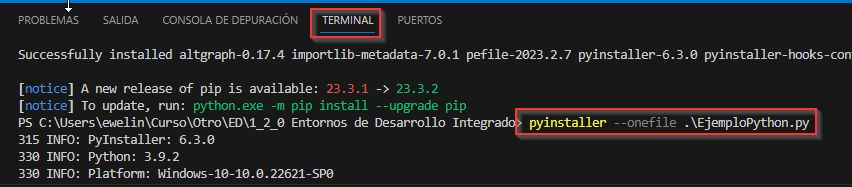 PROBLEMAS SALIDA CONSOLA DE DEPURACIÓN TERMINAL PUERTOS
Successfully installed altgraph-0.17.4 importlib-metadata-7.0.1 pefile-2023.2.7 pyinstaller-6.3.0 pyinstaller-hooks-cont
[notice] A new release of pip is available: 23.3.1 -> 23.3.2
[notice] To update, run: python.exe -m pip install --upgrade pip
PS C:\Users\ewelin\Curso\Otro\ED\1_2_0 Entornos de Desarrollo Integrado> pyinstaller --onefile .\EjemploPython.py
315 INFO: PyInstaller: 6.3.0
330 INFO: Python: 3.9.2
330 INFO: Platform: Windows-10-10.0.22621-SP0